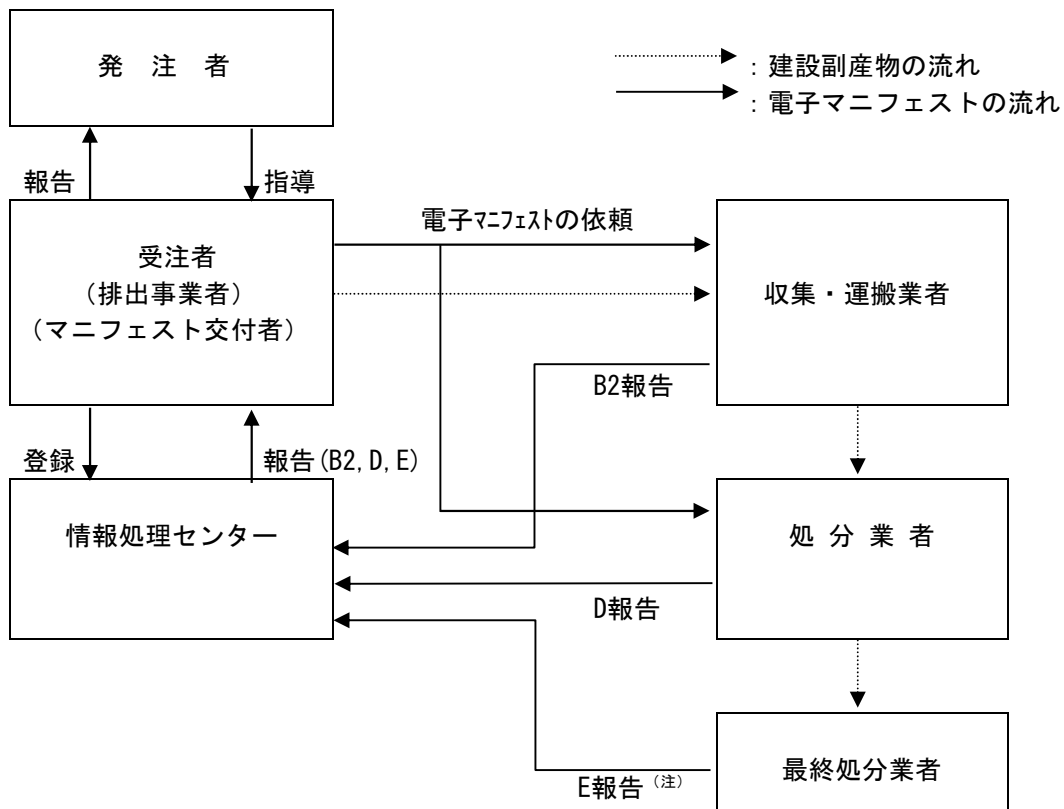 発 注 者
：建設副産物の流れ
：電子マニフェストの流れ
報告
指導
電子ﾏﾆﾌｪｽﾄの依頼
受注者
（排出事業者）
（マニフェスト交付者）
収集・運搬業者
B2報告
登録
報告(B2,D,E)
情報処理センター
処 分 業 者
D報告
E報告（注）
最終処分業者